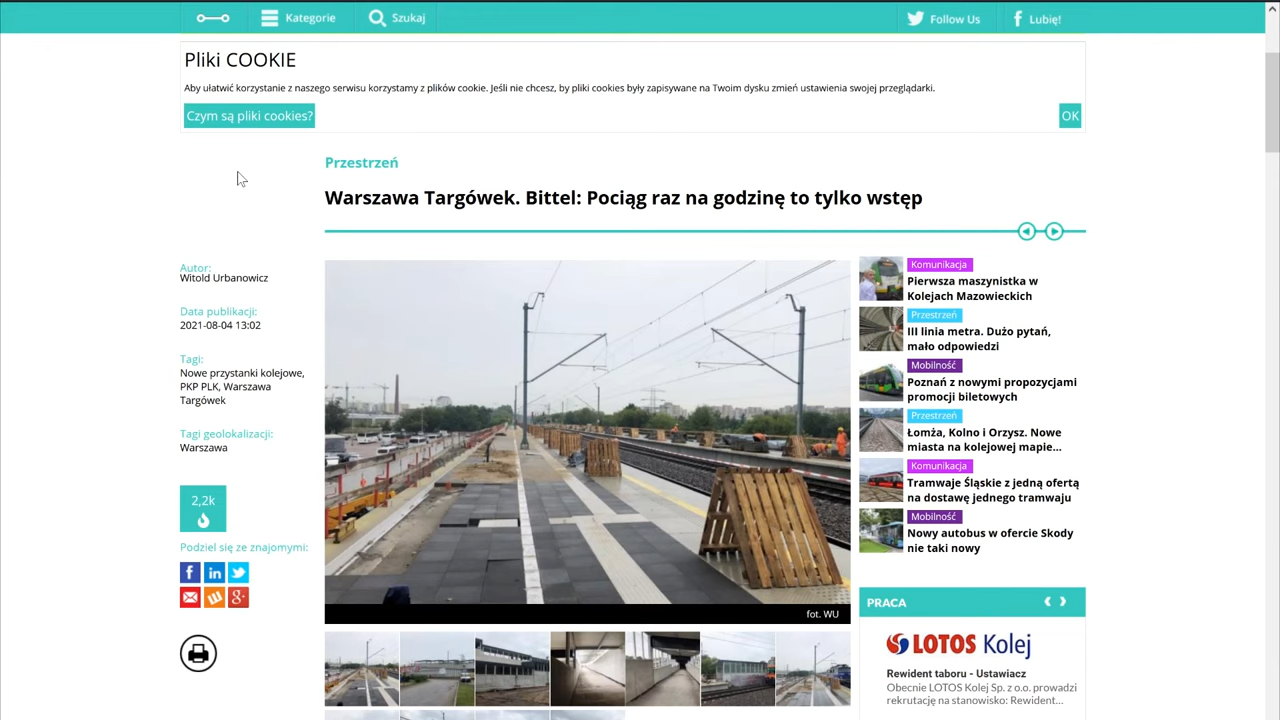 Kategorie
Szukaj
Follow Us
Lubię!
Pliki COOKIE
Aby ułatwić korzystanie z naszego serwisu korzystamy z plików cookie. Jeśli nie chcesz, by pliki cookies były zapisywane na Twoim dysku zmień ustawienia swojej przeglądarki.
Czym są pliki cookies?
OK
Przestrzeń
Warszawa Targówek. Bittel: Pociąg raz na godzinę to tylko wstęp
Autor:
Witold Urbanowicz
Data publikacji:
2021-08-04 13:02
Tagi:
Nowe przystanki kolejowe,
PKP PLK, Warszawa
Targówek
Tagi geolokalizacji:
Warszawa
2,2k
Podziel się ze znajomymi:
fot. WU
Komunikacja
Pierwsza maszynistka w
Kolejach Mazowieckich
Przestrzeń
III linia metra. Dużo pytań,
mało odpowiedzi
Mobilność
Poznań z nowymi propozycjami
promocji biletowych
Przestrzeń
Łomża, Kolno i Orzysz. Nowe
miasta na kolejowej mapie...
Komunikacja
Tramwaje Śląskie z jedną ofertą
na dostawę jednego tramwaju
Mobilność
Nowy autobus w ofercie Skody
nie taki nowy
PRACA
LOTOS Kolej
Rewident taboru - Ustawiacz
Obecnie LOTOS Kolej Sp. z o.o. prowadzi
rekrutację na stanowisko: Rewident...